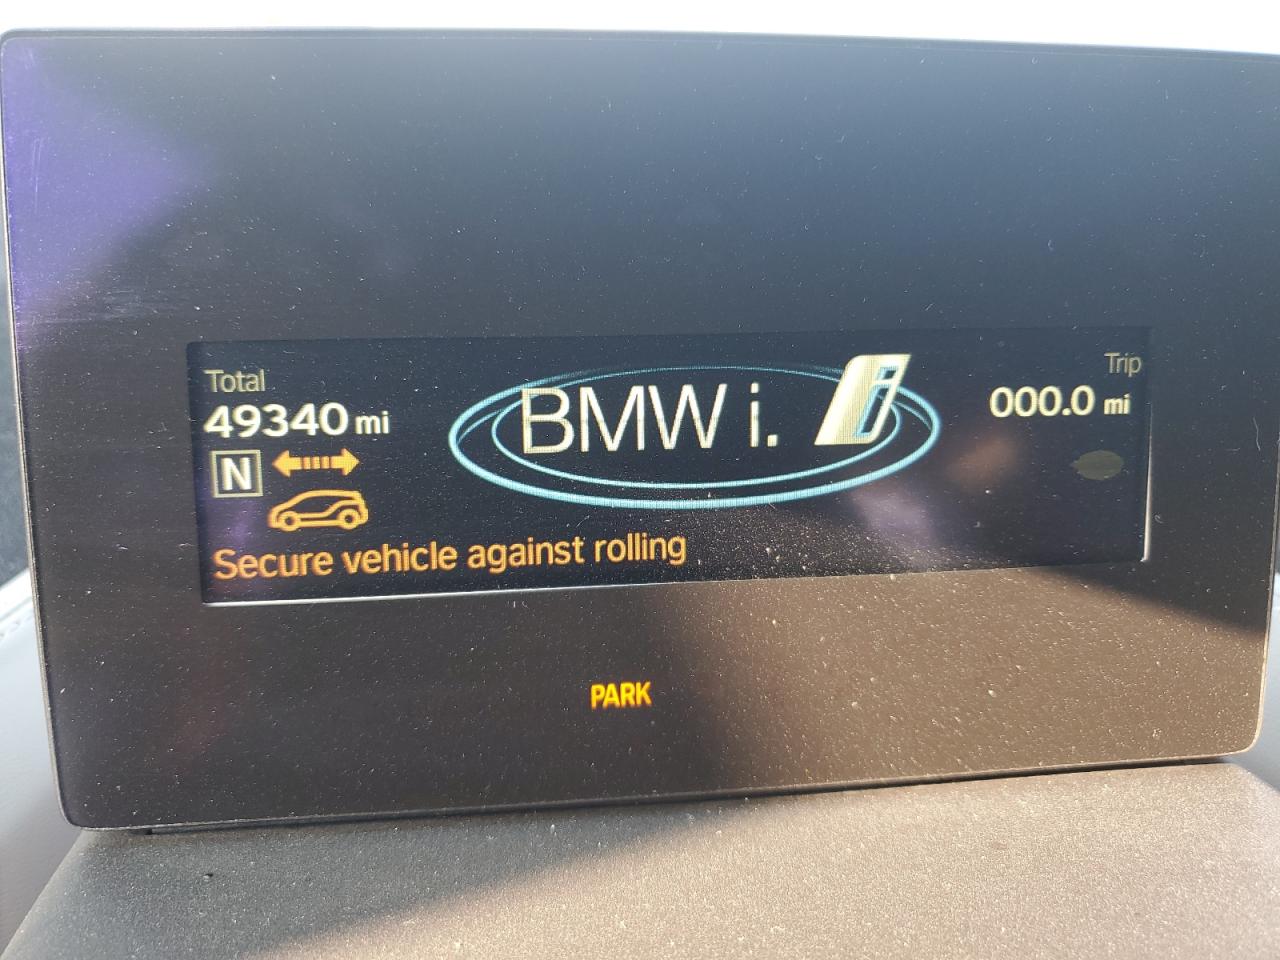 Total
49340 mi
N
Secure vehicle against rolling
BMW i.
i
Trip
000.0 mi
PARK